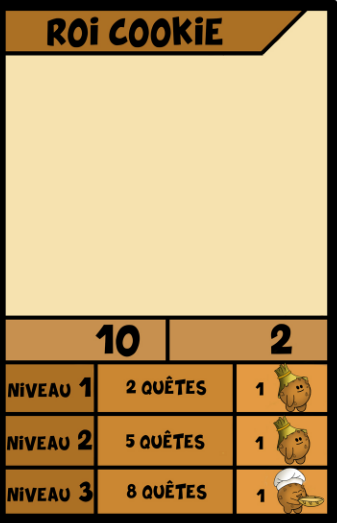 ROI COOKIE
10 2
NIVEAU 1 2 QUÊTES 1
NIVEAU 2 5 QUÊTES 1
NIVEAU 3 8 QUÊTES 1